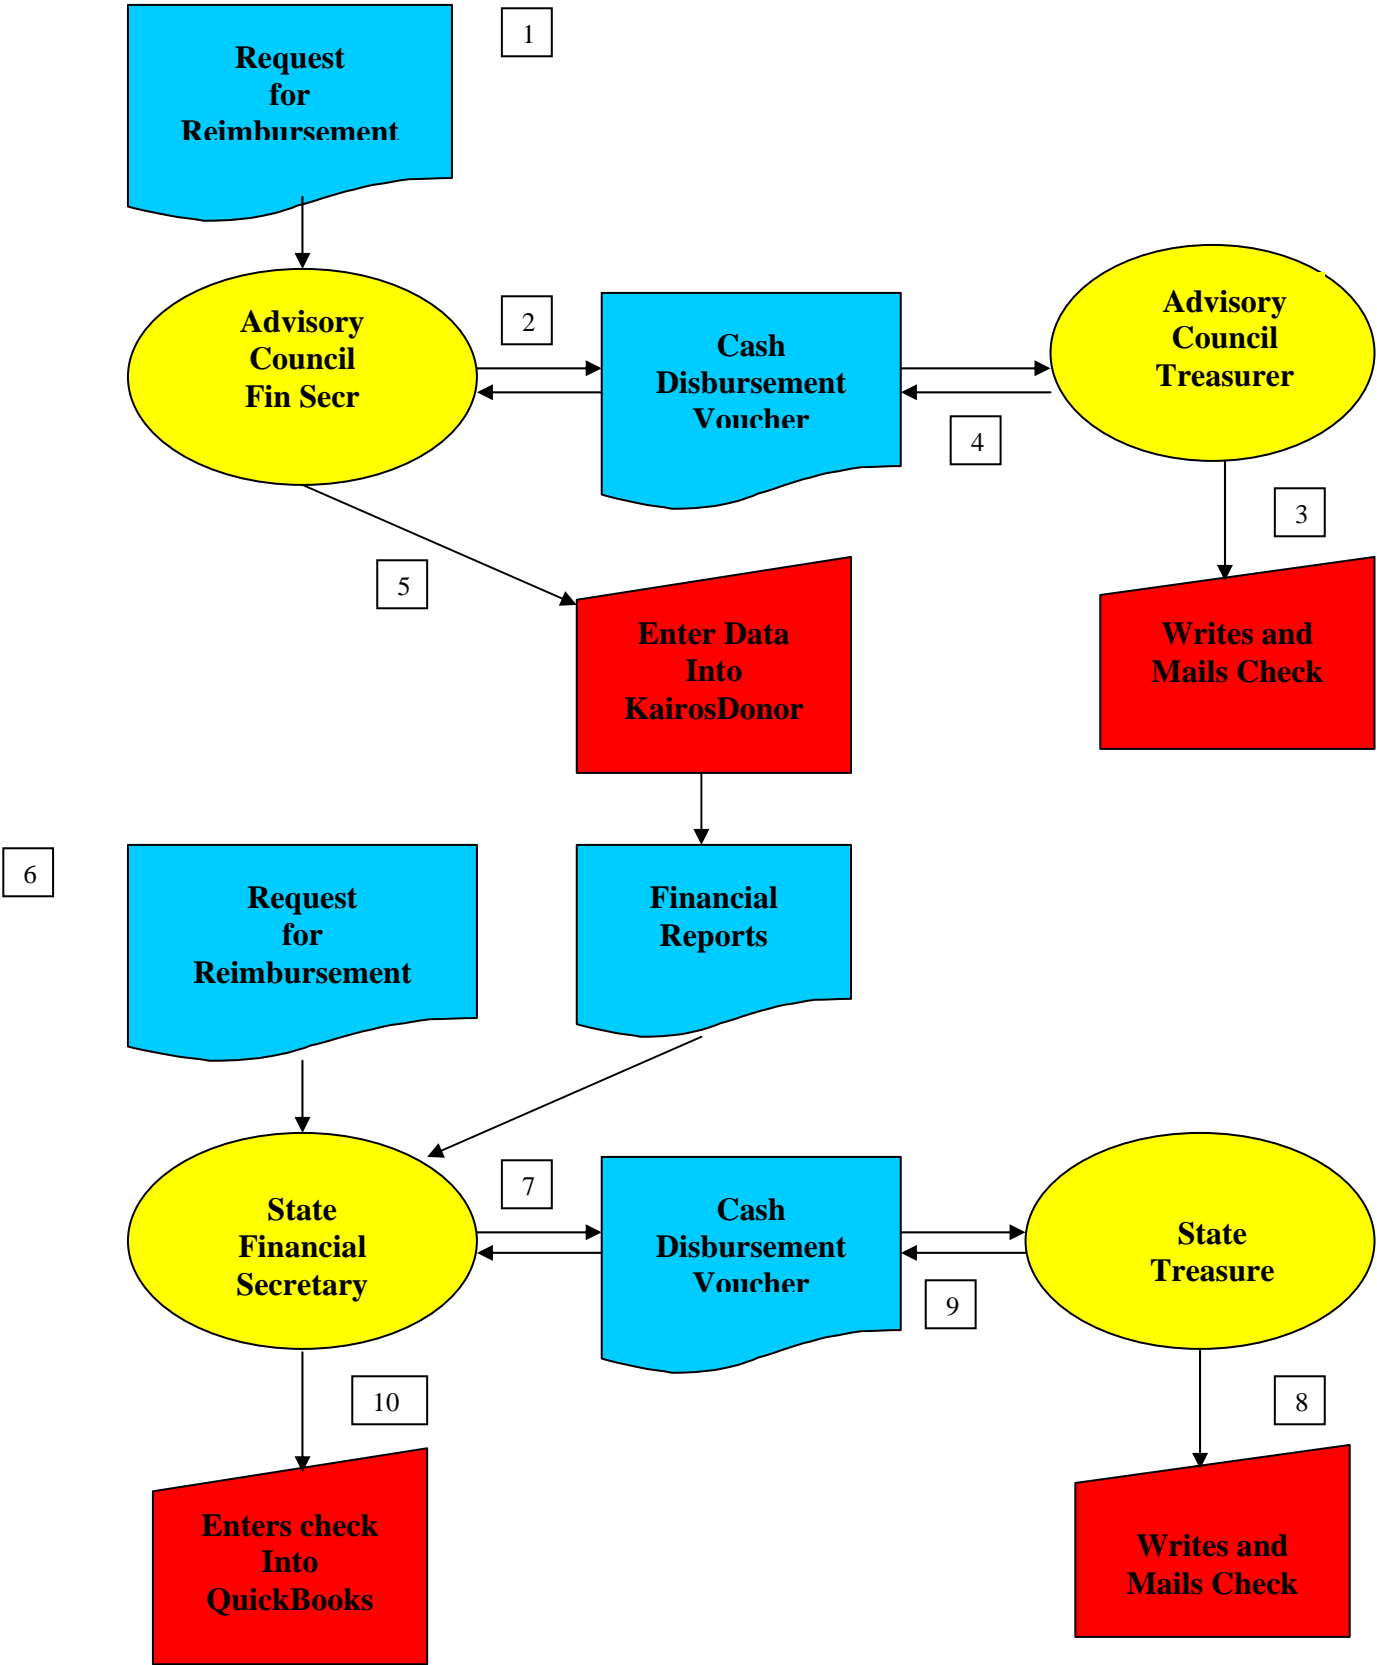 1
Request
for
Reimbursement
Advisory
Council
Fin Secr
2
Cash
Disbursement
Voucher
Advisory
Council
Treasurer
4
3
5
Enter Data
Into
KairosDonor
Writes and
Mails Check
6
Request
for
Reimbursement
Financial
Reports
State
Financial
Secretary
7
Cash
Disbursement
Voucher
State
Treasure
9
10
8
Enters check
Into
QuickBooks
Writes and
Mails Check